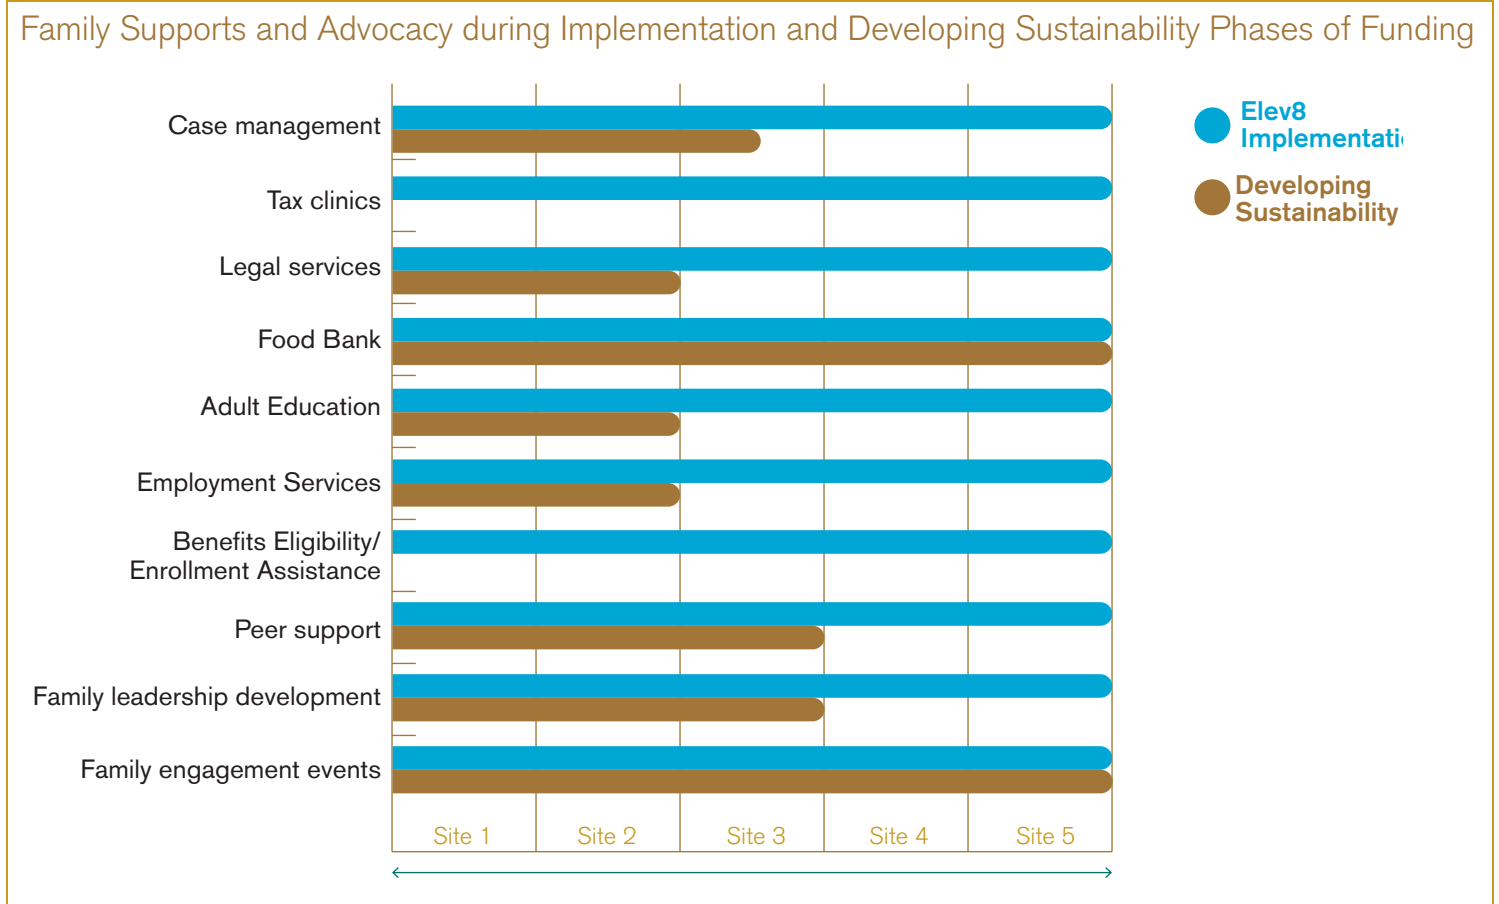 Family Supports and Advocacy during Implementation and Developing Sustainability Phases of Funding
Case management
Tax clinics
Legal services
Food Bank
Adult Education
Employment Services
Benefits Eligibility/
Enrollment Assistance
Peer support
Family leadership development
Family engagement events
Site 1
Site 2
Site 3
Site 4
Site 5
Elev8
Implementati
Developing
Sustainability